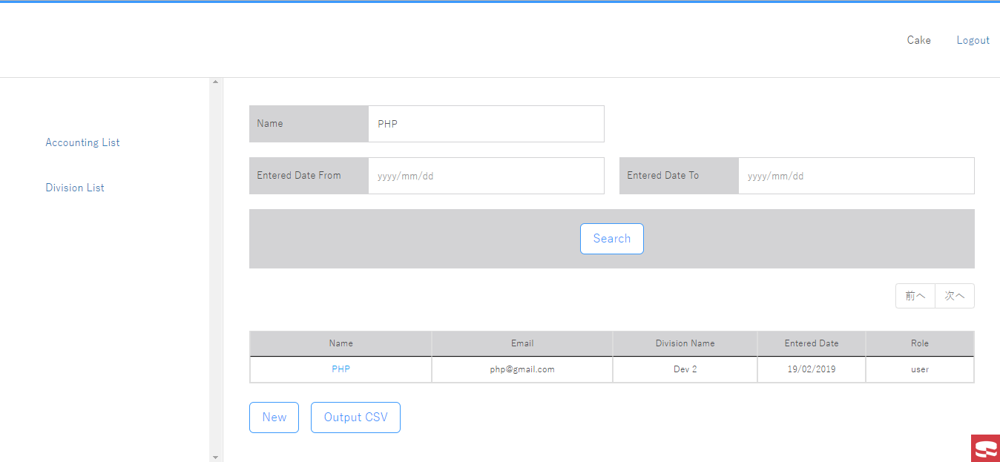 Cake Logout
Accounting List
Division List
Name PHP
Entered Date From yyyy/mm/dd Entered Date To yyyy/mm/dd
Search
前へ 次へ
Name Email Division Name Entered Date Role
PHP php@gmail.com Dev 2 19/02/2019 user
New Output CSV